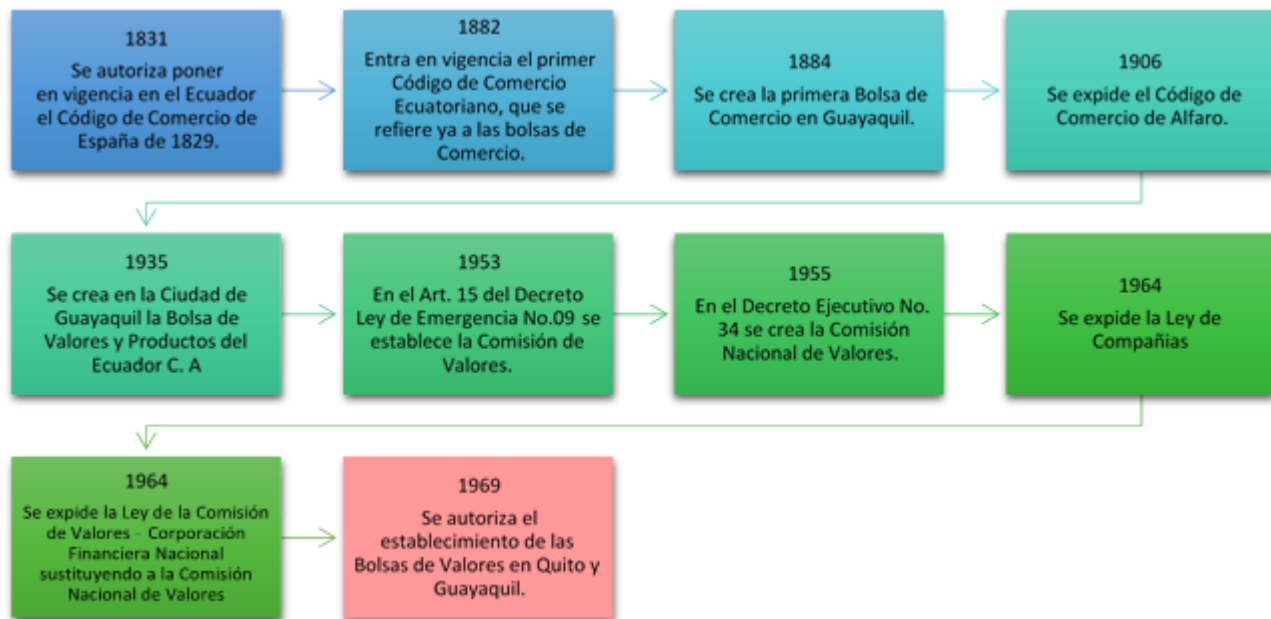 1831
Se autoriza poner
en vigencia en el Ecuador
el Código de Comercio de
España de 1829.
1882
Entra en vigencia el primer
Código de Comercio
Ecuatoriano, que se
refiere ya a las bolsas de
Comercio.
1884
Se crea la primera Bolsa de
Comercio en Guayaquil.
1906
Se expide el Código de
Comercio de Alfaro.
1935
Se crea en la Ciudad de
Guayaquil la Bolsa de
Valores y Productos del
Ecuador C. A
1953
En el Art. 15 del Decreto
Ley de Emergencia No.09 se
establece la Comisión de
Valores.
1955
En el Decreto Ejecutivo No.
34 se crea la Comisión
Nacional de Valores.
1964
Se expide la Ley de
Compañias
1964
Se expide la Ley de la Comisión
de Valores – Corporación
Financiera Nacional
sustituyendo a la Comisión
Nacional de Valores
1969
Se autoriza el
establecimiento de las
Bolsas de Valores en Quito y
Guayaquil.